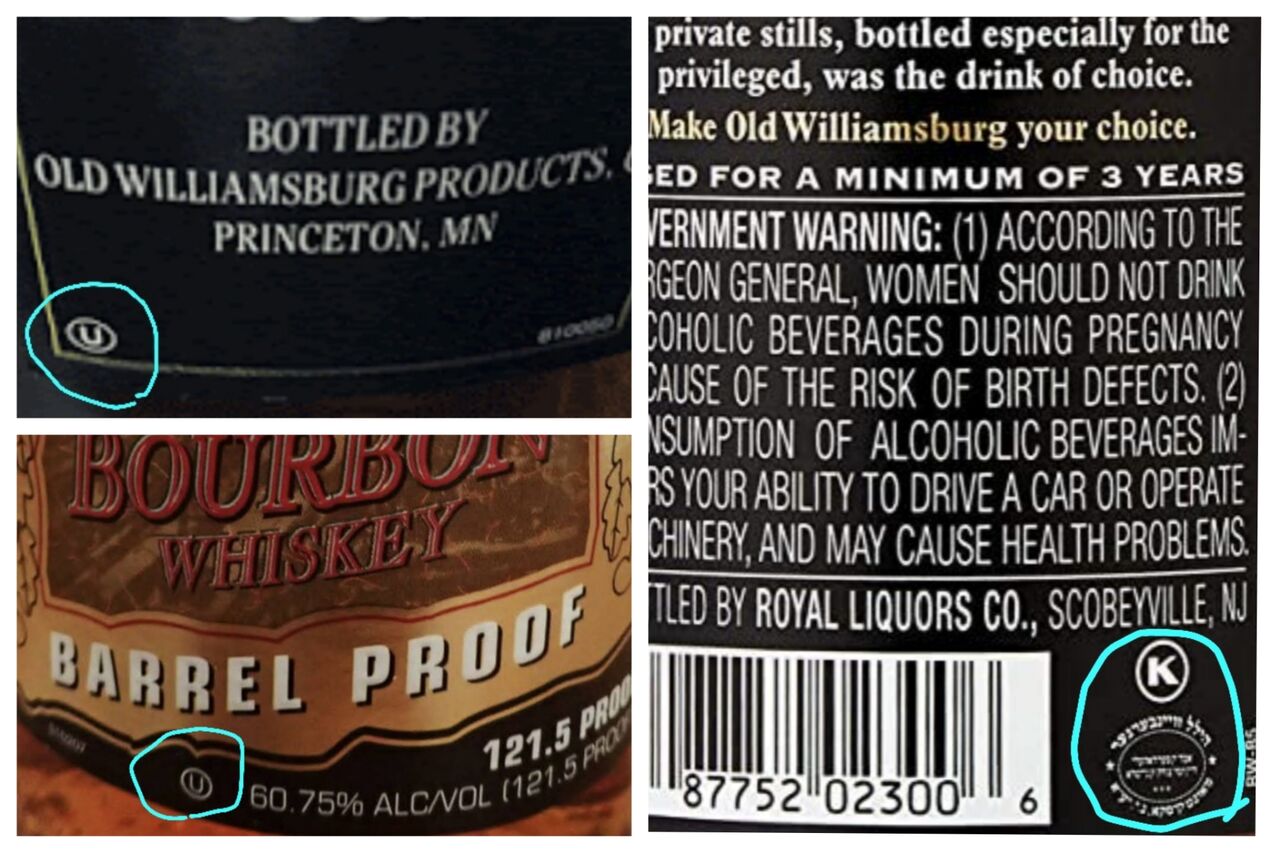 BOTTLED BY
OLD WILLIAMSBURG PRODUCTS,
PRINCETON, MN
U
BOURBON
WHISKEY
BARREL PROOF
121.5 PROO
U 60.75% ALC/VOL (121.5 PROO
private stills, bottled especially for the
privileged, was the drink of choice.
Make Old Williamsburg your choice.
ED FOR A MINIMUM OF 3 YEARS
VERNMENT WARNING: (1) ACCORDING TO THE
RGEON GENERAL, WOMEN SHOULD NOT DRINK
COHOLIC BEVERAGES DURING PREGNANCY
CAUSE OF THE RISK OF BIRTH DEFECTS. (2)
NSUMPTION OF ALCOHOLIC BEVERAGES IM-
RS YOUR ABILITY TO DRIVE A CAR OR OPERATE
CHINERY, AND MAY CAUSE HEALTH PROBLEMS.
TLED BY ROYAL LIQUORS CO., SCOBEYVILLE, NJ
K
87752 02300 6
BW-85